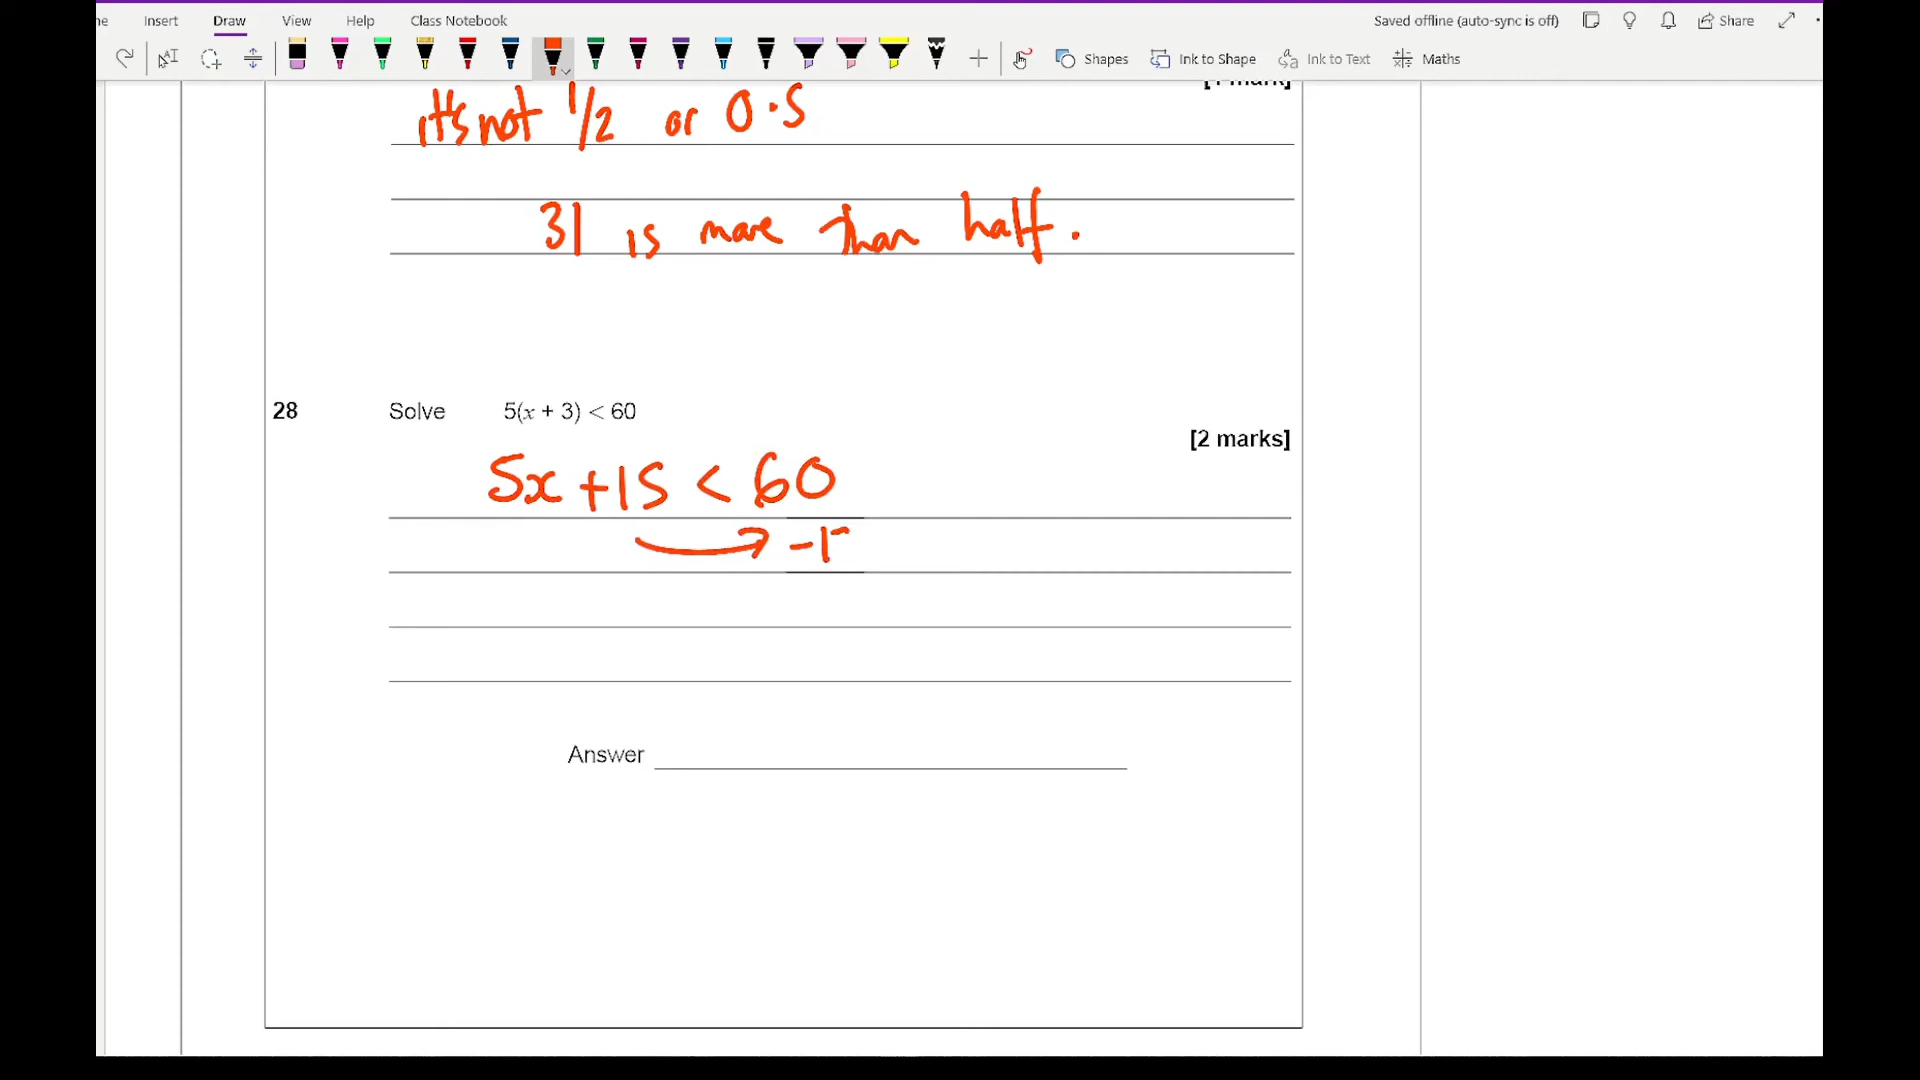 Insert Draw View Help Class Notebook Saved offline (auto-sync is off) Share
Shapes Ink to Shape Ink to Text Maths
it's not 1/2 or 0.5
31 is more than half.
28 Solve 5(x + 3) < 60
[2 marks]
5x + 15 < 60
Answer